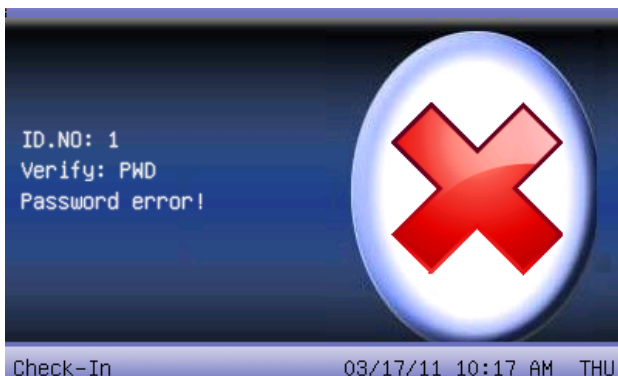 ID.NO: 1
Verify: PWD
Password error!
Check-In 03/17/11 10:17 AM THU